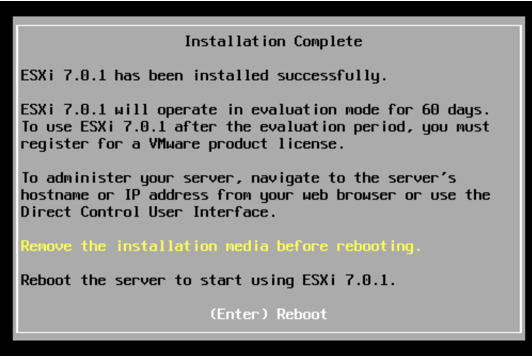 Installation Complete
ESXi 7.0.1 has been installed successfully.
ESXi 7.0.1 will operate in evaluation mode for 60 days.
To use ESXi 7.0.1 after the evaluation period, you must
register for a VMware product license.
To administer your server, navigate to the server's
hostname or IP address from your web browser or use the
Direct Control User Interface.
Remove the installation media before rebooting.
Reboot the server to start using ESXi 7.0.1.
(Enter) Reboot